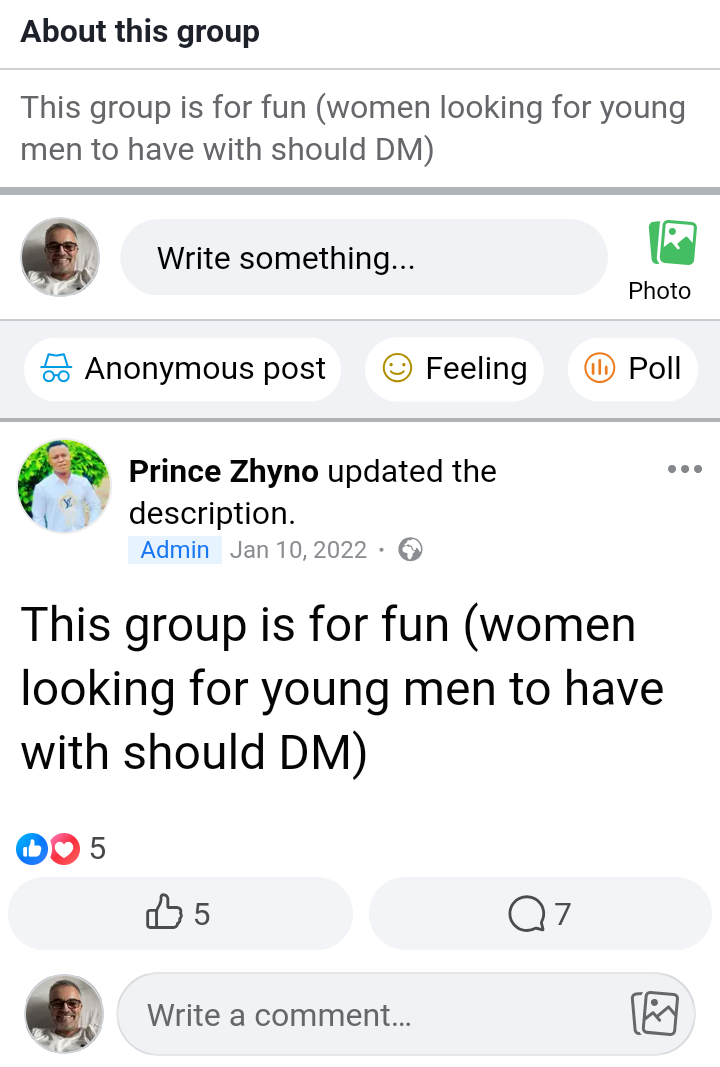 About this group
This group is for fun (women looking for young
men to have with should DM)
Write something...
Photo
Anonymous post
Feeling
Poll
Prince Zhyno updated the
description.
Admin Jan 10, 2022 ·
This group is for fun (women
looking for young men to have
with should DM)
5
5
7
Write a comment...